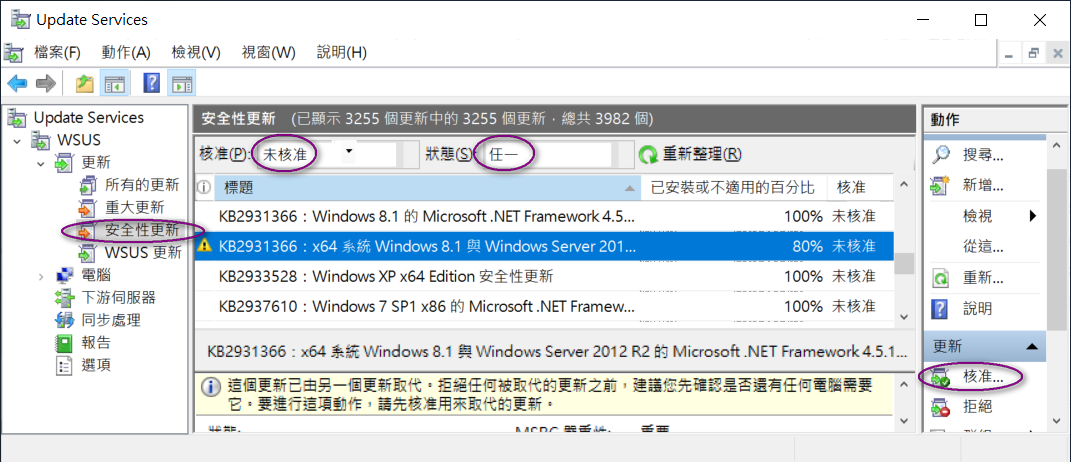 Update Services
檔案(F) 動作(A) 檢視(V) 視窗(W) 說明(H)
Update Services
WSUS
更新
所有的更新
重大更新
安全性更新
WSUS 更新
電腦
下游伺服器
同步處理
報告
選項
安全性更新 (已顯示 3255 個更新中的 3255 個更新，總共 3982 個)
核准(P): 未核准 狀態(S): 任一 重新整理(R)
標題 已安裝或不適用的百分比 核准
KB2931366：Windows 8.1 的 Microsoft .NET Framework 4.5... 100% 未核准
KB2931366：x64 系統 Windows 8.1 與 Windows Server 201... 80% 未核准
KB2933528：Windows XP x64 Edition 安全性更新 100% 未核准
KB2937610：Windows 7 SP1 x86 的 Microsoft .NET Framew... 100% 未核准
KB2931366：x64 系統 Windows 8.1 與 Windows Server 2012 R2 的 Microsoft .NET Framework 4.5.1...
這個更新已由另一個更新取代。拒絕任何被取代的更新之前，建議您先確認是否還有任何電腦需要
它。要進行這項動作，請先核准用來取代的更新。
狀態: MSRC 嚴重性: 重要
動作
搜尋...
新增...
檢視
從這...
重新...
說明
更新
核准...
拒絕